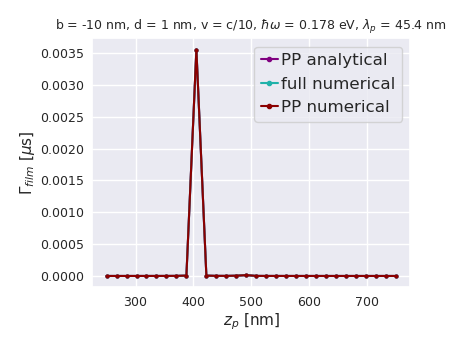 b = -10 nm, d = 1 nm, v = c/10, ℏω = 0.178 eV, λp = 45.4 nm
PP analytical
full numerical
PP numerical
Γfilm [μs]
0.0035
0.0030
0.0025
0.0020
0.0015
0.0010
0.0005
0.0000
300 400 500 600 700
zp [nm]